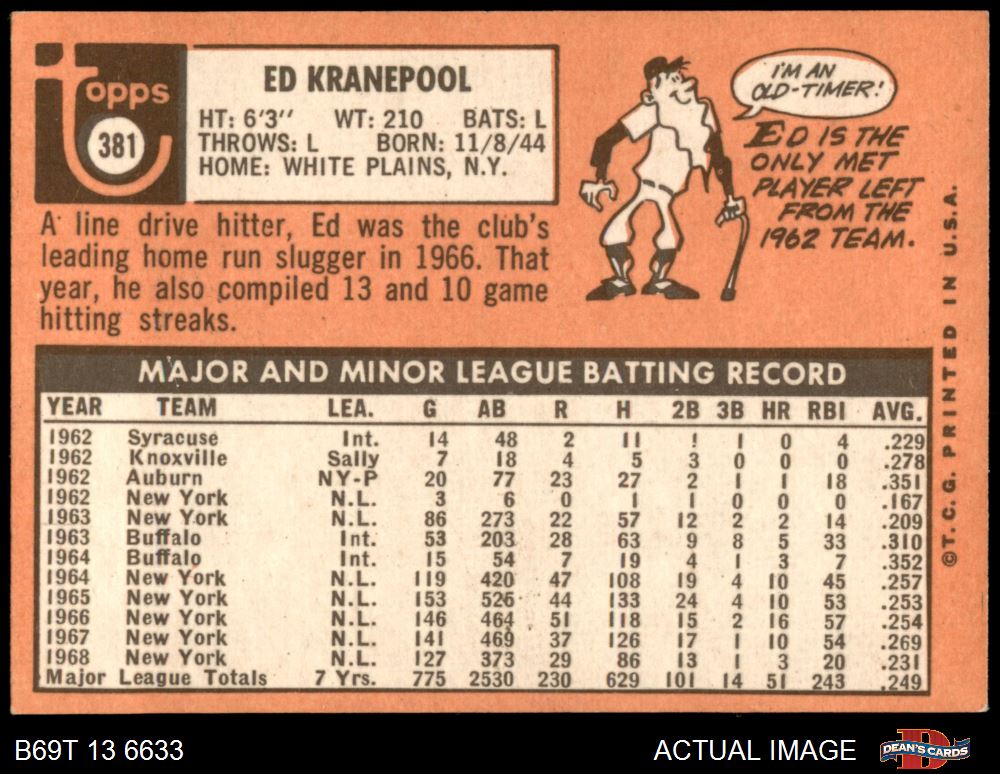 Topps
381
ED KRANEPOOL
HT: 6'3'' WT: 210 BATS: L
THROWS: L BORN: 11/8/44
HOME: WHITE PLAINS, N.Y.
I'M AN
OLD-TIMER!
ED IS THE
ONLY MET
PLAYER LEFT
FROM THE
1962 TEAM.
A line drive hitter, Ed was the club's
leading home run slugger in 1966. That
year, he also compiled 13 and 10 game
hitting streaks.
MAJOR AND MINOR LEAGUE BATTING RECORD
YEAR TEAM LEA. G AB R H 2B 3B HR RBI AVG.
1962 Syracuse Int. 14 48 2 11 1 1 0 4 .229
1962 Knoxville Sally 7 18 4 5 3 0 0 0 .278
1962 Auburn NY-P 20 77 23 27 2 1 1 18 .351
1962 New York N.L. 3 6 0 1 1 0 0 0 .167
1963 New York N.L. 86 273 22 57 12 2 2 14 .209
1963 Buffalo Int. 53 203 28 63 9 8 5 33 .310
1964 Buffalo Int. 15 54 7 19 4 1 3 7 .352
1964 New York N.L. 119 420 47 108 19 4 10 45 .257
1965 New York N.L. 153 526 44 133 24 4 10 53 .253
1966 New York N.L. 146 464 51 118 15 2 16 57 .254
1967 New York N.L. 141 469 37 126 17 1 10 54 .269
1968 New York N.L. 127 373 29 86 13 1 3 20 .231
Major League Totals 7 Yrs. 775 2530 230 629 101 14 51 243 .249
©T.C.G. PRINTED IN U.S.A.
B69T 13 6633
ACTUAL IMAGE
D
DEAN'S CARDS